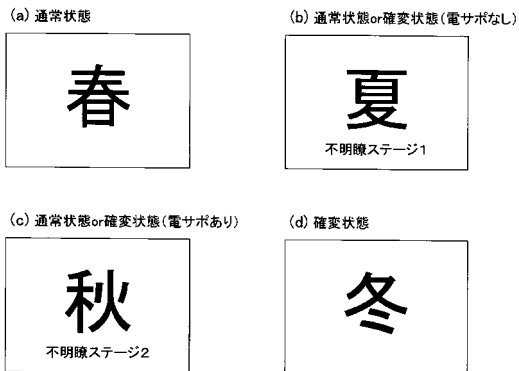 (a) 通常状態
春
(b) 通常状態or確変状態(電サポなし)
夏
不明瞭ステージ1
(c) 通常状態or確変状態(電サポあり)
秋
不明瞭ステージ2
(d) 確変状態
冬